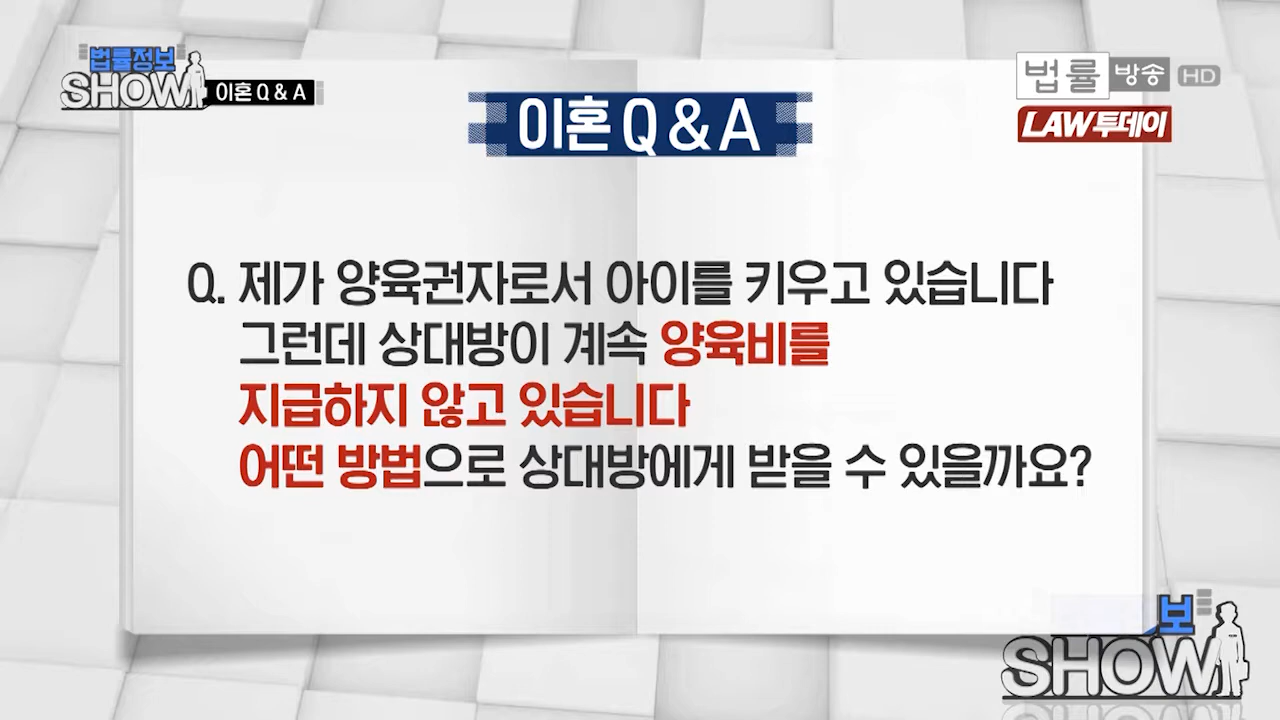 법률정보
SHOW
이혼 Q & A
법률방송 HD
LAW투데이
이혼 Q & A
Q. 제가 양육권자로서 아이를 키우고 있습니다
그런데 상대방이 계속 양육비를
지급하지 않고 있습니다
어떤 방법으로 상대방에게 받을 수 있을까요?
보
SHOW